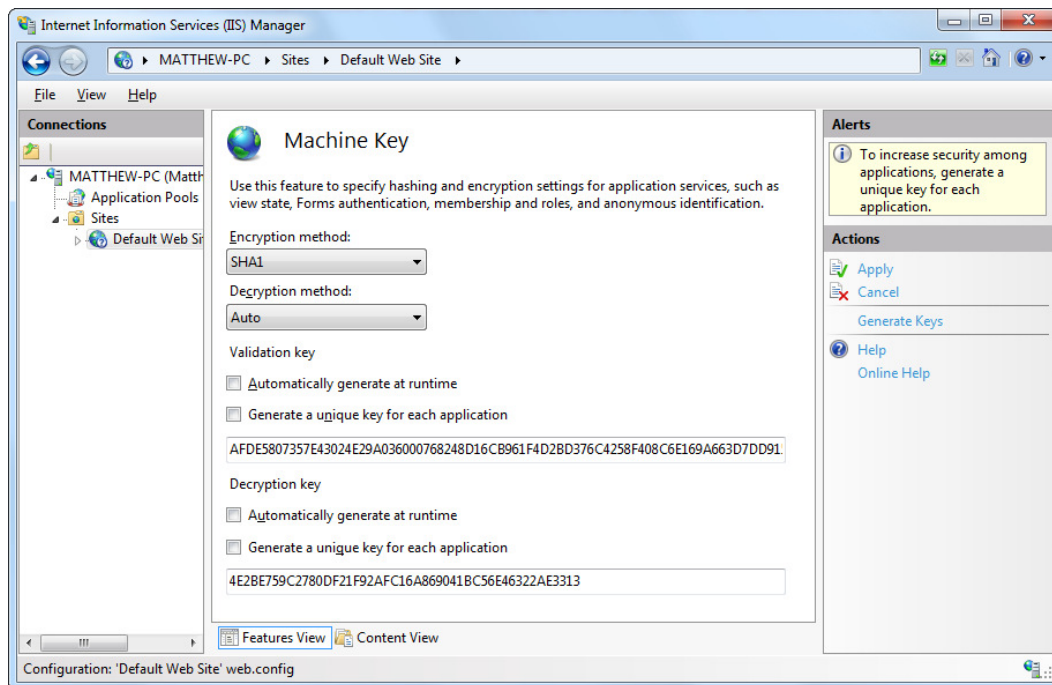 Internet Information Services (IIS) Manager
MATTHEW-PC Sites Default Web Site
File View Help
Connections
MATTHEW-PC (Matth
Application Pools
Sites
Default Web Si
Machine Key
Use this feature to specify hashing and encryption settings for application services, such as
view state, Forms authentication, membership and roles, and anonymous identification.
Encryption method:
SHA1
Decryption method:
Auto
Validation key
Automatically generate at runtime
Generate a unique key for each application
AFDE5807357E43024E29A036000768248D16CB961F4D2BD376C4258F408C6E169A663D7DD91
Decryption key
Automatically generate at runtime
Generate a unique key for each application
4E2BE759C2780DF21F92AFC16A869041BC56E46322AE3313
Features View Content View
Alerts
To increase security among
applications, generate a
unique key for each
application.
Actions
Apply
Cancel
Generate Keys
Help
Online Help
Configuration: 'Default Web Site' web.config